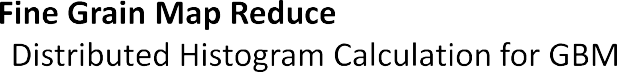 Fine Grain Map Reduce
Distributed Histogram Calculation for GBM